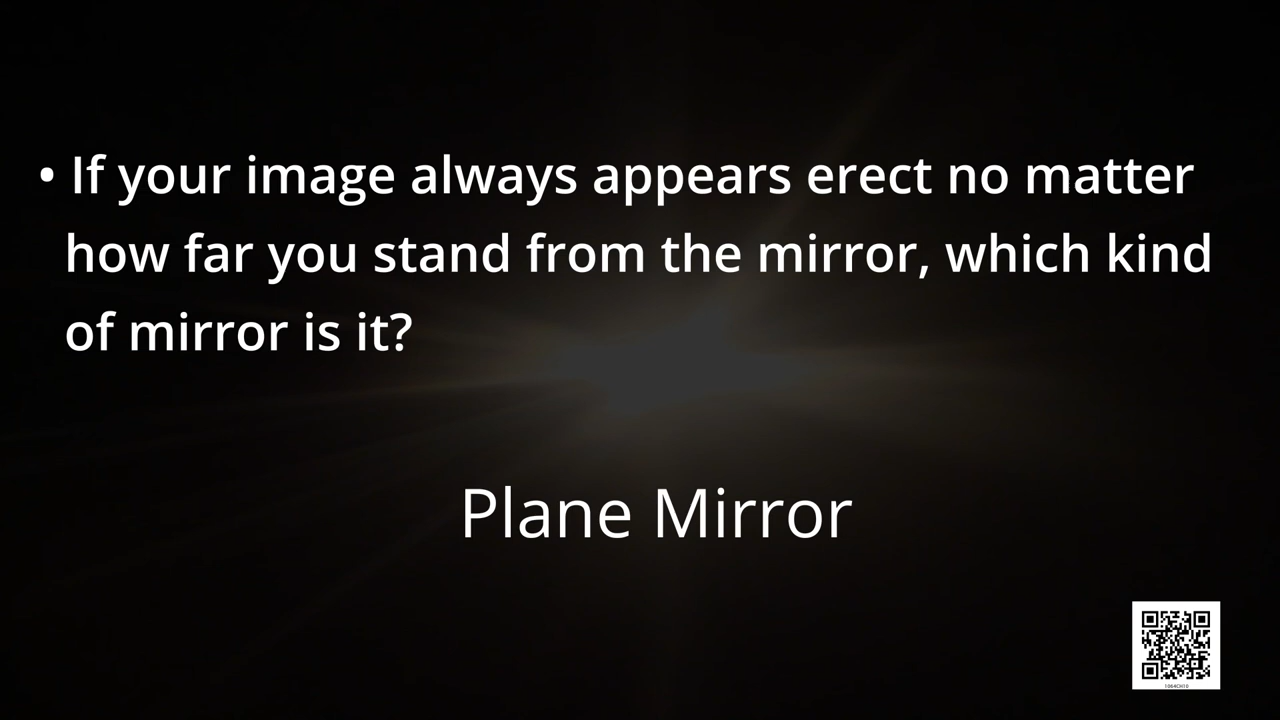 • If your image always appears erect no matter
how far you stand from the mirror, which kind
of mirror is it?
Plane Mirror
1064CH10